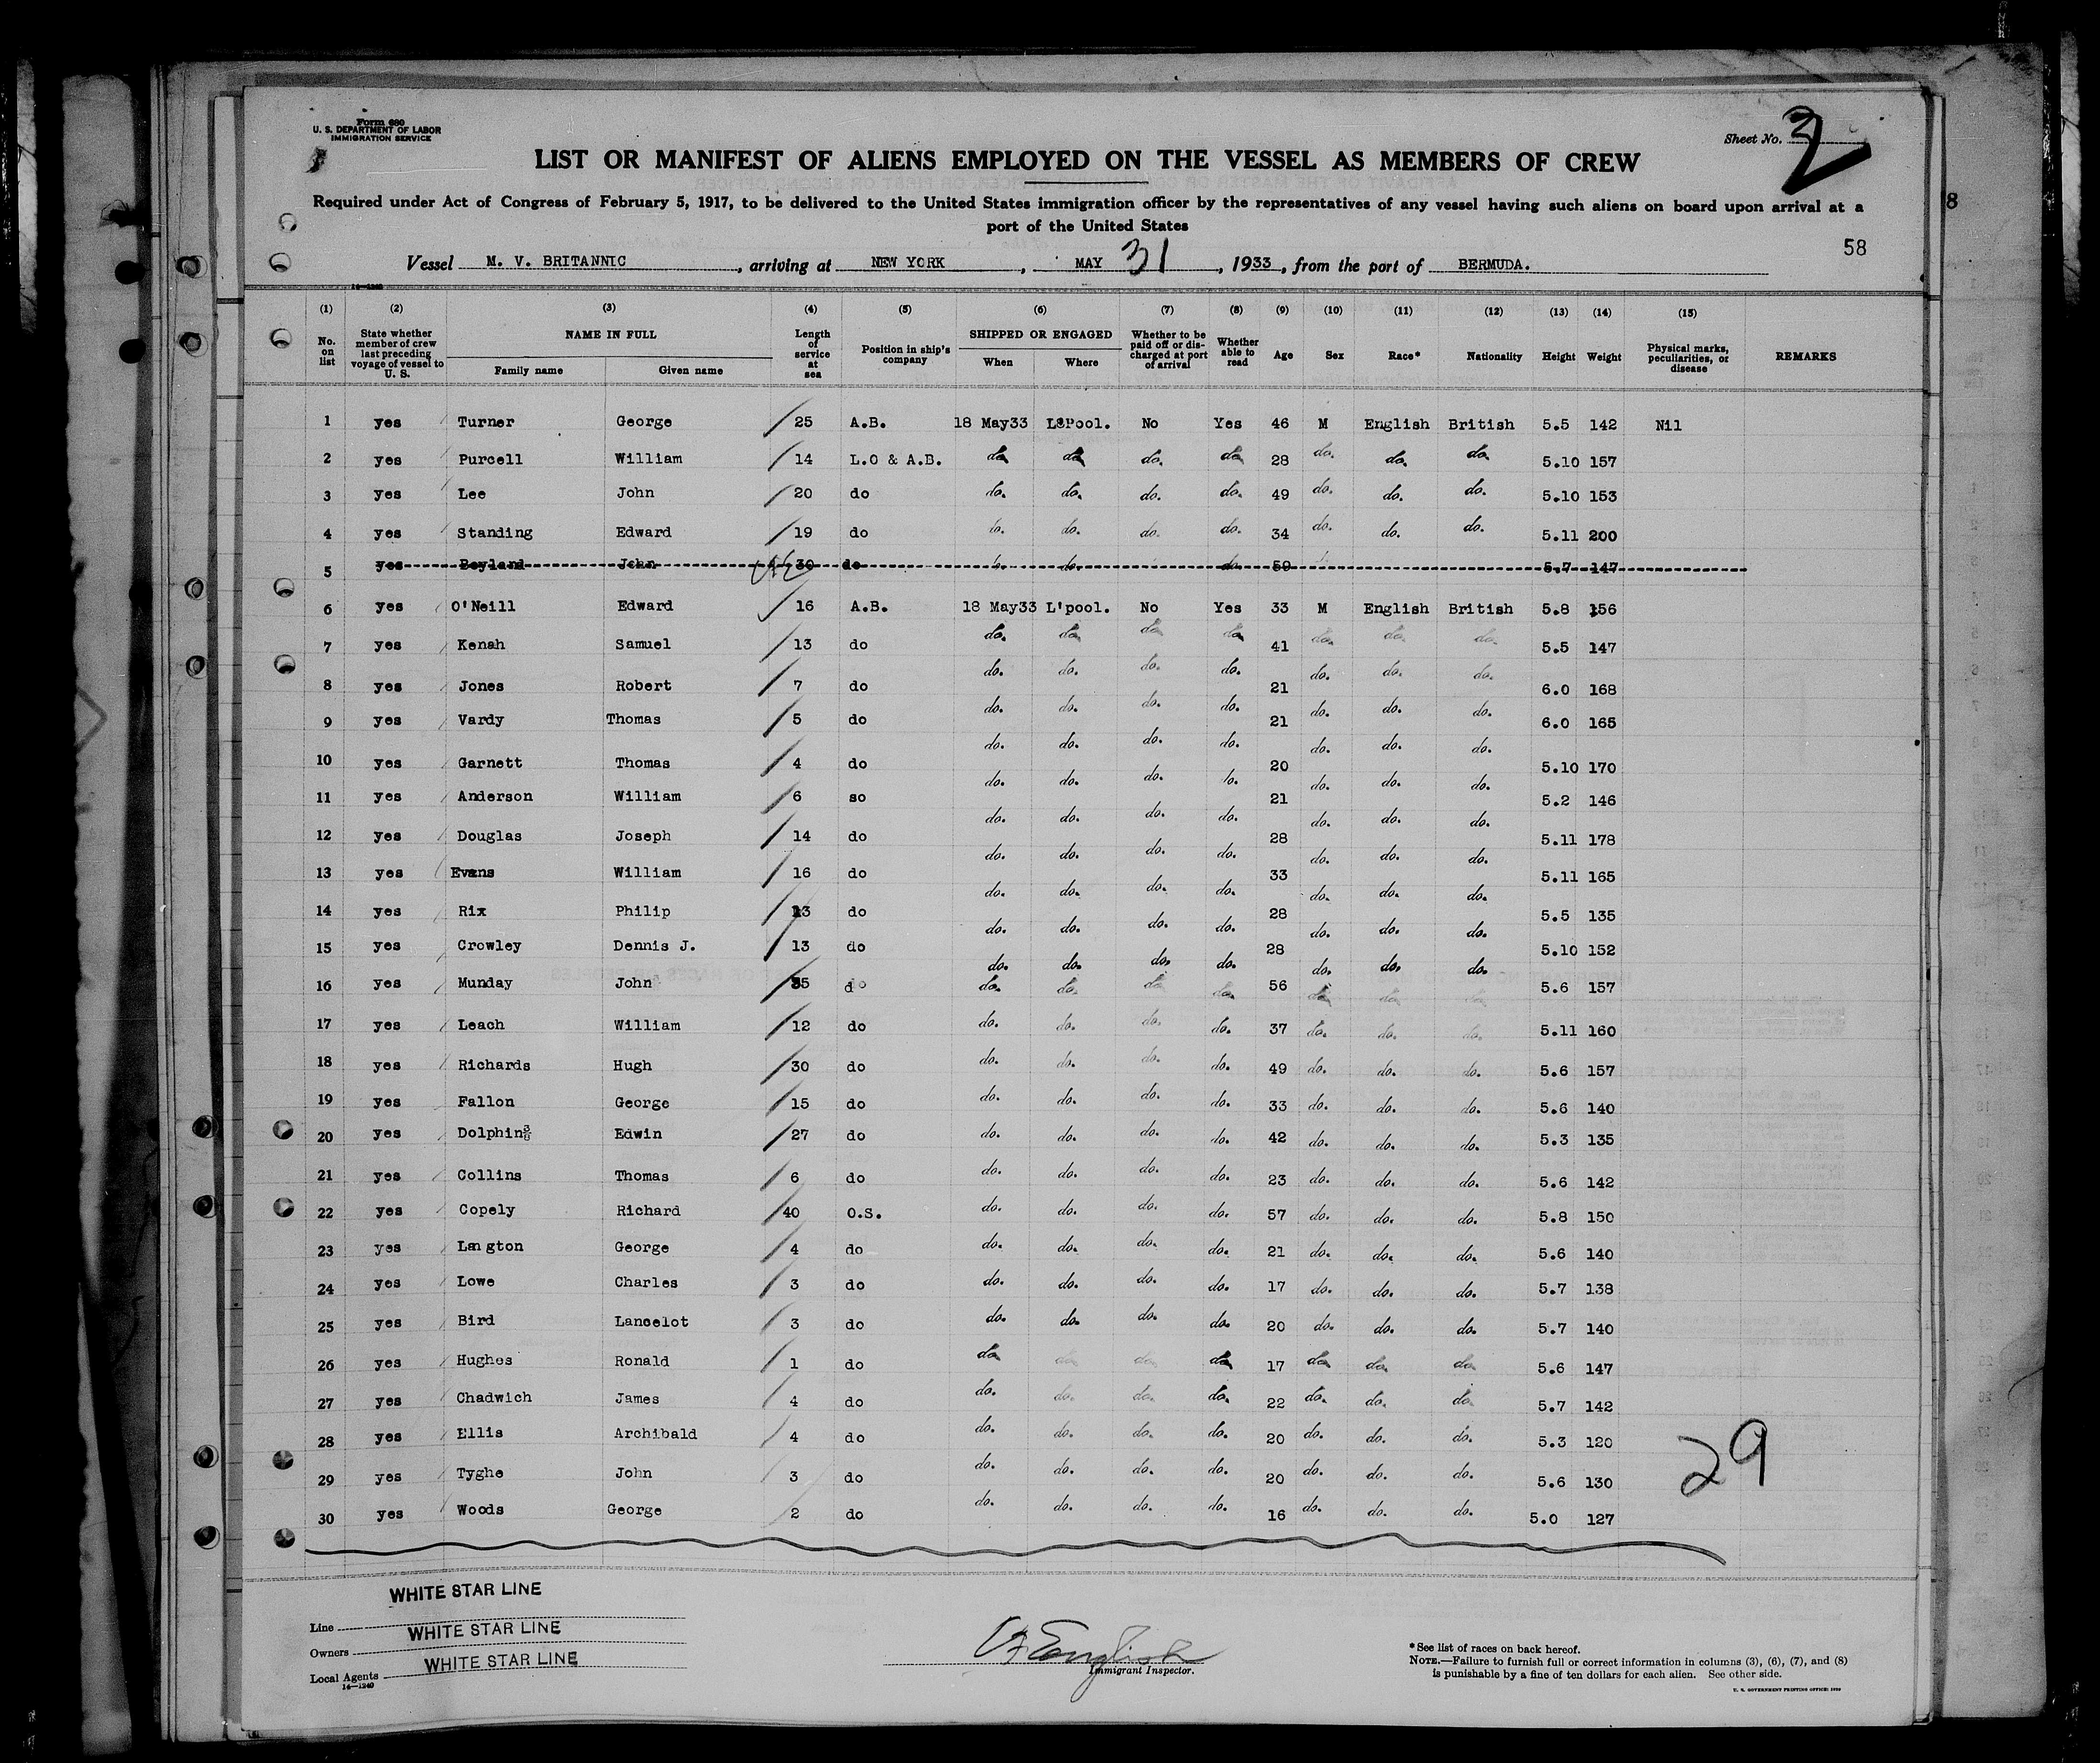 Form 680
U. S. DEPARTMENT OF LABOR
IMMIGRATION SERVICE
Sheet No. 2
LIST OR MANIFEST OF ALIENS EMPLOYED ON THE VESSEL AS MEMBERS OF CREW
Required under Act of Congress of February 5, 1917, to be delivered to the United States immigration officer by the representatives of any vessel having such aliens on board upon arrival at a
port of the United States
58
Vessel M. V. BRITANNIC, arriving at NEW YORK, MAY 31, 1933, from the port of BERMUDA.
14—1240
(1) (2) (3) (4) (5) (6) (7) (8) (9) (10) (11) (12) (13) (14) (15)
No. on list State whether member of crew last preceding voyage of vessel to U. S. NAME IN FULL Family name Given name Length of service at sea Position in ship's company SHIPPED OR ENGAGED When Where Whether to be paid off or discharged at port of arrival Whether able to read Age Sex Race* Nationality Height Weight Physical marks, peculiarities, or disease REMARKS
1 yes Turner George 25 A.B. 18 May33 L'Pool. No Yes 46 M English British 5.5 142 Nil
2 yes Purcell William 14 L.O & A.B. do. do. do. do. 28 do. do. do. 5.10 157
3 yes Lee John 20 do do. do. do. do. 49 do. do. do. 5.10 153
4 yes Standing Edward 19 do do. do. do. do. 34 do. do. do. 5.11 200
5 yes Boyland John 30 do do. do. do. 59 5.7 147
6 yes O'Neill Edward 16 A.B. 18 May33 L'pool. No Yes 33 M English British 5.8 156
7 yes Kenah Samuel 13 do do. do. do. do. 41 do. do. do. 5.5 147
8 yes Jones Robert 7 do do. do. do. do. 21 do. do. do. 6.0 168
9 yes Vardy Thomas 5 do do. do. do. do. 21 do. do. do. 6.0 165
10 yes Garnett Thomas 4 do do. do. do. do. 20 do. do. do. 5.10 170
11 yes Anderson William 6 so do. do. do. do. 21 do. do. do. 5.2 146
12 yes Douglas Joseph 14 do do. do. do. do. 28 do. do. do. 5.11 178
13 yes Evans William 16 do do. do. do. do. 33 do. do. do. 5.11 165
14 yes Rix Philip 13 do do. do. do. do. 28 do. do. do. 5.5 135
15 yes Crowley Dennis J. 13 do do. do. do. do. 28 do. do. do. 5.10 152
16 yes Munday John 35 do do. do. do. do. 56 do. do. do. 5.6 157
17 yes Leach William 12 do do. do. do. do. 37 do. do. do. 5.11 160
18 yes Richards Hugh 30 do do. do. do. do. 49 do. do. do. 5.6 157
19 yes Fallon George 15 do do. do. do. do. 33 do. do. do. 5.6 140
20 yes Dolphin Edwin 27 do do. do. do. do. 42 do. do. do. 5.3 135
21 yes Collins Thomas 6 do do. do. do. do. 23 do. do. do. 5.6 142
22 yes Copely Richard 40 O.S. do. do. do. do. 57 do. do. do. 5.8 150
23 yes Langton George 4 do do. do. do. do. 21 do. do. do. 5.6 140
24 yes Lowe Charles 3 do do. do. do. do. 17 do. do. do. 5.7 138
25 yes Bird Lancelot 3 do do. do. do. do. 20 do. do. do. 5.7 140
26 yes Hughes Ronald 1 do do. do. do. do. 17 do. do. do. 5.6 147
27 yes Chadwich James 4 do do. do. do. do. 22 do. do. do. 5.7 142
28 yes Ellis Archibald 4 do do. do. do. do. 20 do. do. do. 5.3 120
29 yes Tyghe John 3 do do. do. do. do. 20 do. do. do. 5.6 130
30 yes Woods George 2 do do. do. do. do. 16 do. do. do. 5.0 127
29
WHITE STAR LINE
Line WHITE STAR LINE
Owners WHITE STAR LINE
Local Agents
14—1240
English
Immigrant Inspector.
*See list of races on back hereof.
NOTE.—Failure to furnish full or correct information in columns (3), (6), (7), and (8)
is punishable by a fine of ten dollars for each alien. See other side.
U. S. GOVERNMENT PRINTING OFFICE